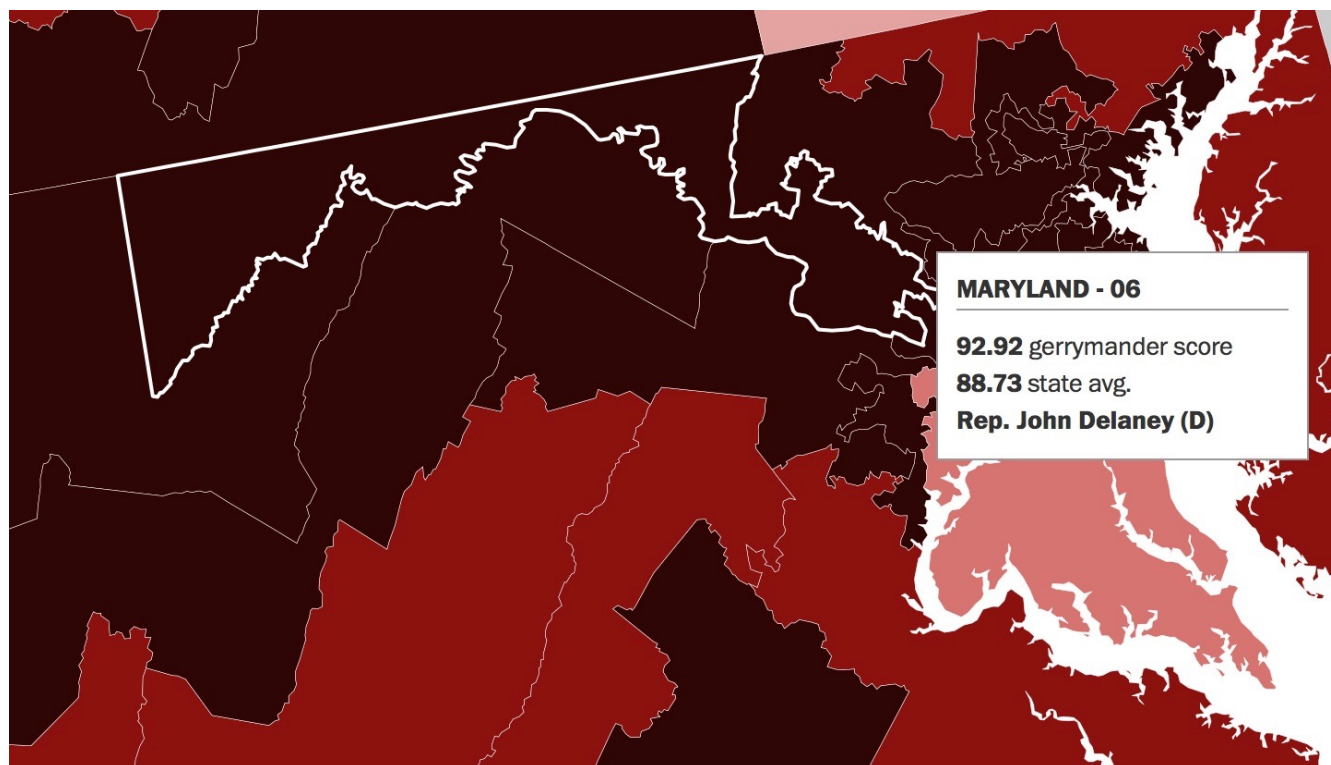 MARYLAND - 06
92.92 gerrymander score
88.73 state avg.
Rep. John Delaney (D)